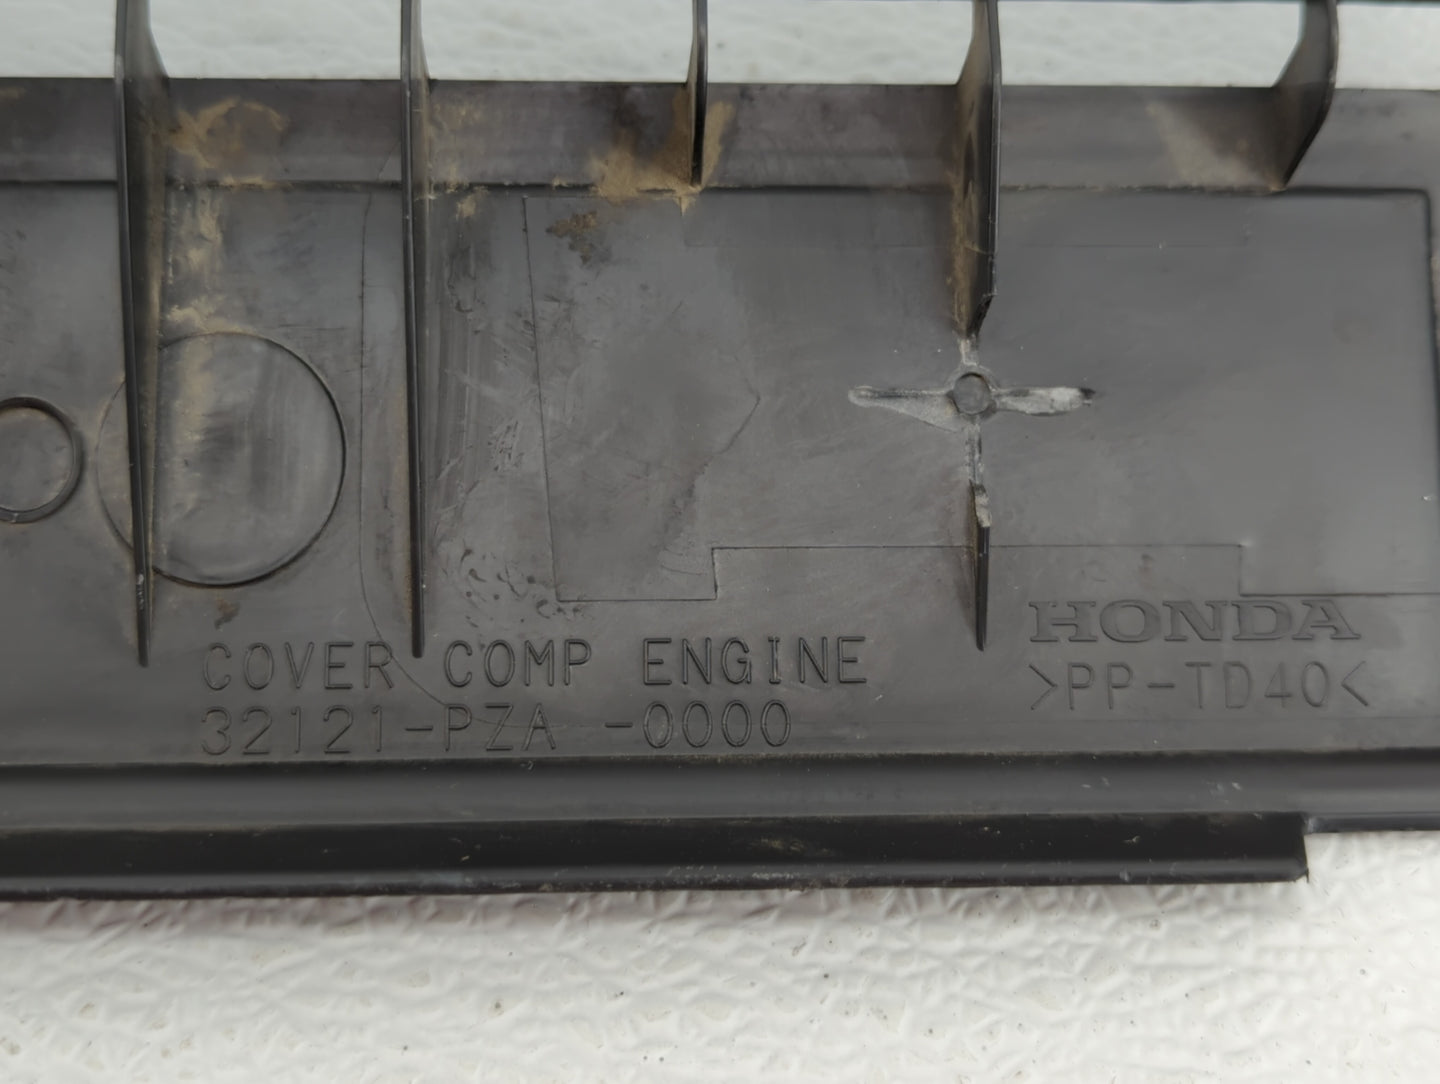 COVER COMP ENGINE
32121-PZA -0000
HONDA
>PP-TD40<